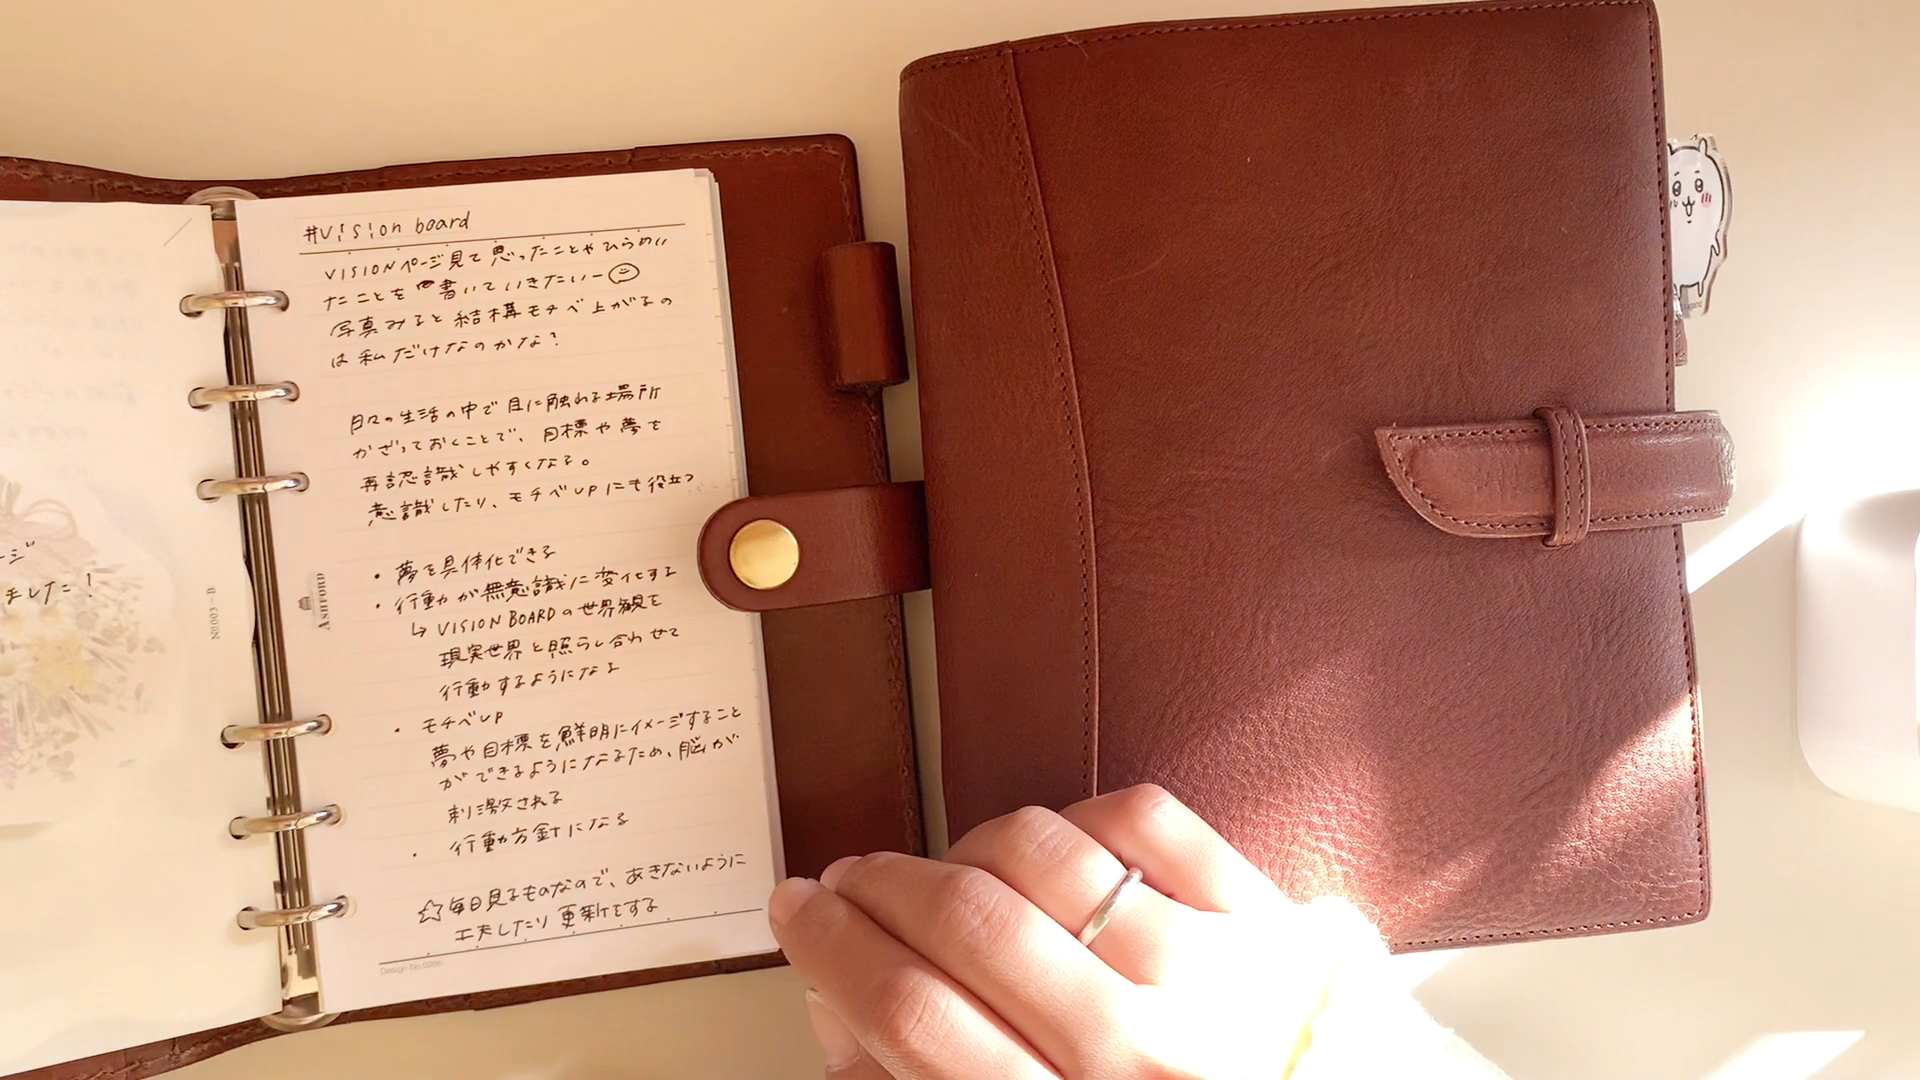 ージ
ました!
N5003-B
ASHFORD
#vision board
VISIONページ見て思ったことやひらめい
たことを書いていきたいー
写真みると結構モチベ上がるの
は私だけなのかな?
日々の生活の中で目に触れる場所
かざっておくことで、目標や夢を
再認識しやすくなる。
意識したり、モチベUPにも役立つ
・夢を具体化できる
・行動が無意識に変化する
↳ VISION BOARDの世界観を
現実世界と照らし合わせて
行動するようになる
・モチベUP
夢や目標を鮮明にイメージすること
ができるようになるため、脳が
刺激される
・行動方針になる
☆毎日見るものなので、あきないように
工夫したり更新をする
Design No.